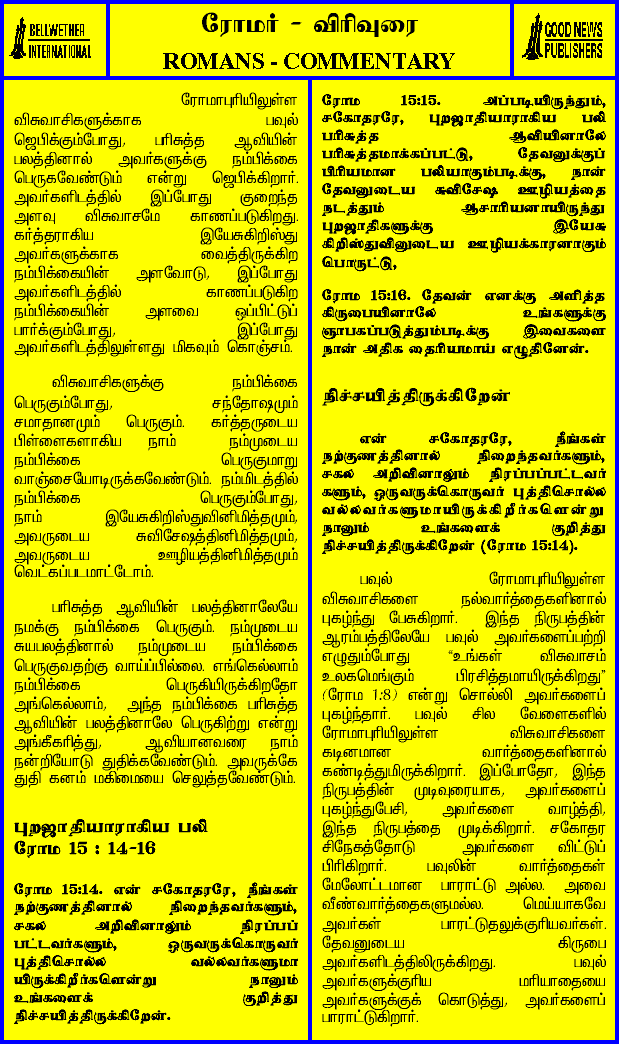 BELLWETHER
INTERNATIONAL
ரோமர் - விரிவுரை
ROMANS - COMMENTARY
GOOD NEWS
PUBLISHERS
ரோமாபுரியிலுள்ள
விசுவாசிகளுக்காக பவுல்
ஜெபிக்கும்போது, பரிசுத்த ஆவியின்
பலத்தினால் அவர்களுக்கு நம்பிக்கை
பெருகவேண்டும் என்று ஜெபிக்கிறார்.
அவர்களிடத்தில் இப்போது குறைந்த
அளவு விசுவாசமே காணப்படுகிறது.
கர்த்தராகிய இயேசுகிறிஸ்து
அவர்களுக்காக வைத்திருக்கிற
நம்பிக்கையின் அளவோடு, இப்போது
அவர்களிடத்தில் காணப்படுகிற
நம்பிக்கையின் அளவை ஒப்பிட்டுப்
பார்க்கும்போது, இப்போது
அவர்களிடத்திலுள்ளது மிகவும் கொஞ்சம்.
விசுவாசிகளுக்கு நம்பிக்கை
பெருகும்போது, சந்தோஷமும்
சமாதானமும் பெருகும். கர்த்தருடைய
பிள்ளைகளாகிய நாம் நம்முடைய
நம்பிக்கை பெருகுமாறு
வாஞ்சையோடிருக்கவேண்டும். நம்மிடத்தில்
நம்பிக்கை பெருகும்போது,
நாம் இயேசுகிறிஸ்துவினிமித்தமும்,
அவருடைய சுவிசேஷத்தினிமித்தமும்,
அவருடைய ஊழியத்தினிமித்தமும்
வெடகப்படமாட்டோம்.
பரிசுத்த ஆவியின் பலத்தினாலேயே
நமக்கு நம்பிக்கை பெருகும். நம்முடைய
சுயபலத்தினால் நம்முடைய நம்பிக்கை
பெருகுவதற்கு வாய்ப்பில்லை. எங்கெல்லாம்
நம்பிக்கை பெருகியிருக்கிறதோ
அங்கெல்லாம், அந்த நம்பிக்கை பரிசுத்த
ஆவியின் பலத்தினாலே பெருகிற்று என்று
அங்கீகரித்து, ஆவியானவரை நாம்
நன்றியோடு துதிக்கவேண்டும். அவருக்கே
துதி கனம் மகிமையை செலுத்தவேண்டும்.
புறஜாதியாராகிய பலி
ரோம 15 : 14-16
ரோம 15:14. என் சகோதரரே, நீங்கள்
நற்குணத்தினால் நிறைந்தவர்களும்,
சகல அறிவினாலும் நிரப்பப்
பட்டவர்களும், ஒருவருக்கொருவர்
புத்திசொல்ல வல்லவர்களுமா
யிருக்கிறீர்களென்று நானும்
உங்களைக் குறித்து
நிச்சயித்திருக்கிறேன்.
ரோம 15:15. அப்படியிருந்தும்,
சகோதரரே, புறஜாதியாராகிய பலி
பரிசுத்த ஆவியினாலே
பரிசுத்தமாக்கப்பட்டு, தேவனுக்குப்
பிரியமான பலியாகும்படிக்கு, நான்
தேவனுடைய சுவிசேஷ ஊழியத்தை
நடத்தும் ஆசாரியனாயிருந்து
புறஜாதிகளுக்கு இயேசு
கிறிஸ்துவினுடைய ஊழியக்காரனாகும்
பொருட்டு,
ரோம 15:16. தேவன் எனக்கு அளித்த
கிருபையினாலே உங்களுக்கு
ஞாபகப்படுத்தும்படிக்கு இவைகளை
நான் அதிக தைரியமாய் எழுதினேன்.
நிச்சயித்திருக்கிறேன்
என் சகோதரரே, நீங்கள்
நற்குணத்தினால் நிறைந்தவர்களும்,
சகல அறிவினாலும் நிரப்பப்பட்டவர்
களும், ஒருவருக்கொருவர் புத்திசொல்ல
வல்லவர்களுமாயிருக்கிறீர்களென்று
நானும் உங்களைக் குறித்து
நிச்சயித்திருக்கிறேன் (ரோம 15:14).
பவுல் ரோமாபுரியிலுள்ள
விசுவாசிகளை நல்வார்த்தைகளினால்
புகழ்ந்து பேசுகிறார். இந்த நிருபத்தின்
ஆரம்பத்திலேயே பவுல் அவர்களைப்பற்றி
எழுதும்போது “உங்கள் விசுவாசம்
உலகமெங்கும் பிரசித்தமாயிருக்கிறது”
(ரோம 1:8) என்று சொல்லி அவர்களைப்
புகழ்ந்தார். பவுல் சில வேளைகளில்
ரோமாபுரியிலுள்ள விசுவாசிகளை
கடினமான வார்த்தைகளினால்
கண்டித்துமிருக்கிறார். இப்போதோ, இந்த
நிருபத்தின் முடிவுரையாக, அவர்களைப்
புகழ்ந்துபேசி, அவர்களை வாழ்த்தி,
இந்த நிருபத்தை முடிக்கிறார். சகோதர
சிநேகத்தோடு அவர்களை விட்டுப்
பிரிகிறார். பவுலின் வார்த்தைகள்
மேலோட்டமான பாராட்டு அல்ல. அவை
வீண்வார்த்தைகளுமல்ல. மெய்யாகவே
அவர்கள் பாரட்டுதலுக்குரியவர்கள்.
தேவனுடைய கிருபை
அவர்களிடத்திலிருக்கிறது. பவுல்
அவர்களுக்குரிய மரியாதையை
அவர்களுக்குக் கொடுத்து, அவர்களைப்
பாராட்டுகிறார்.